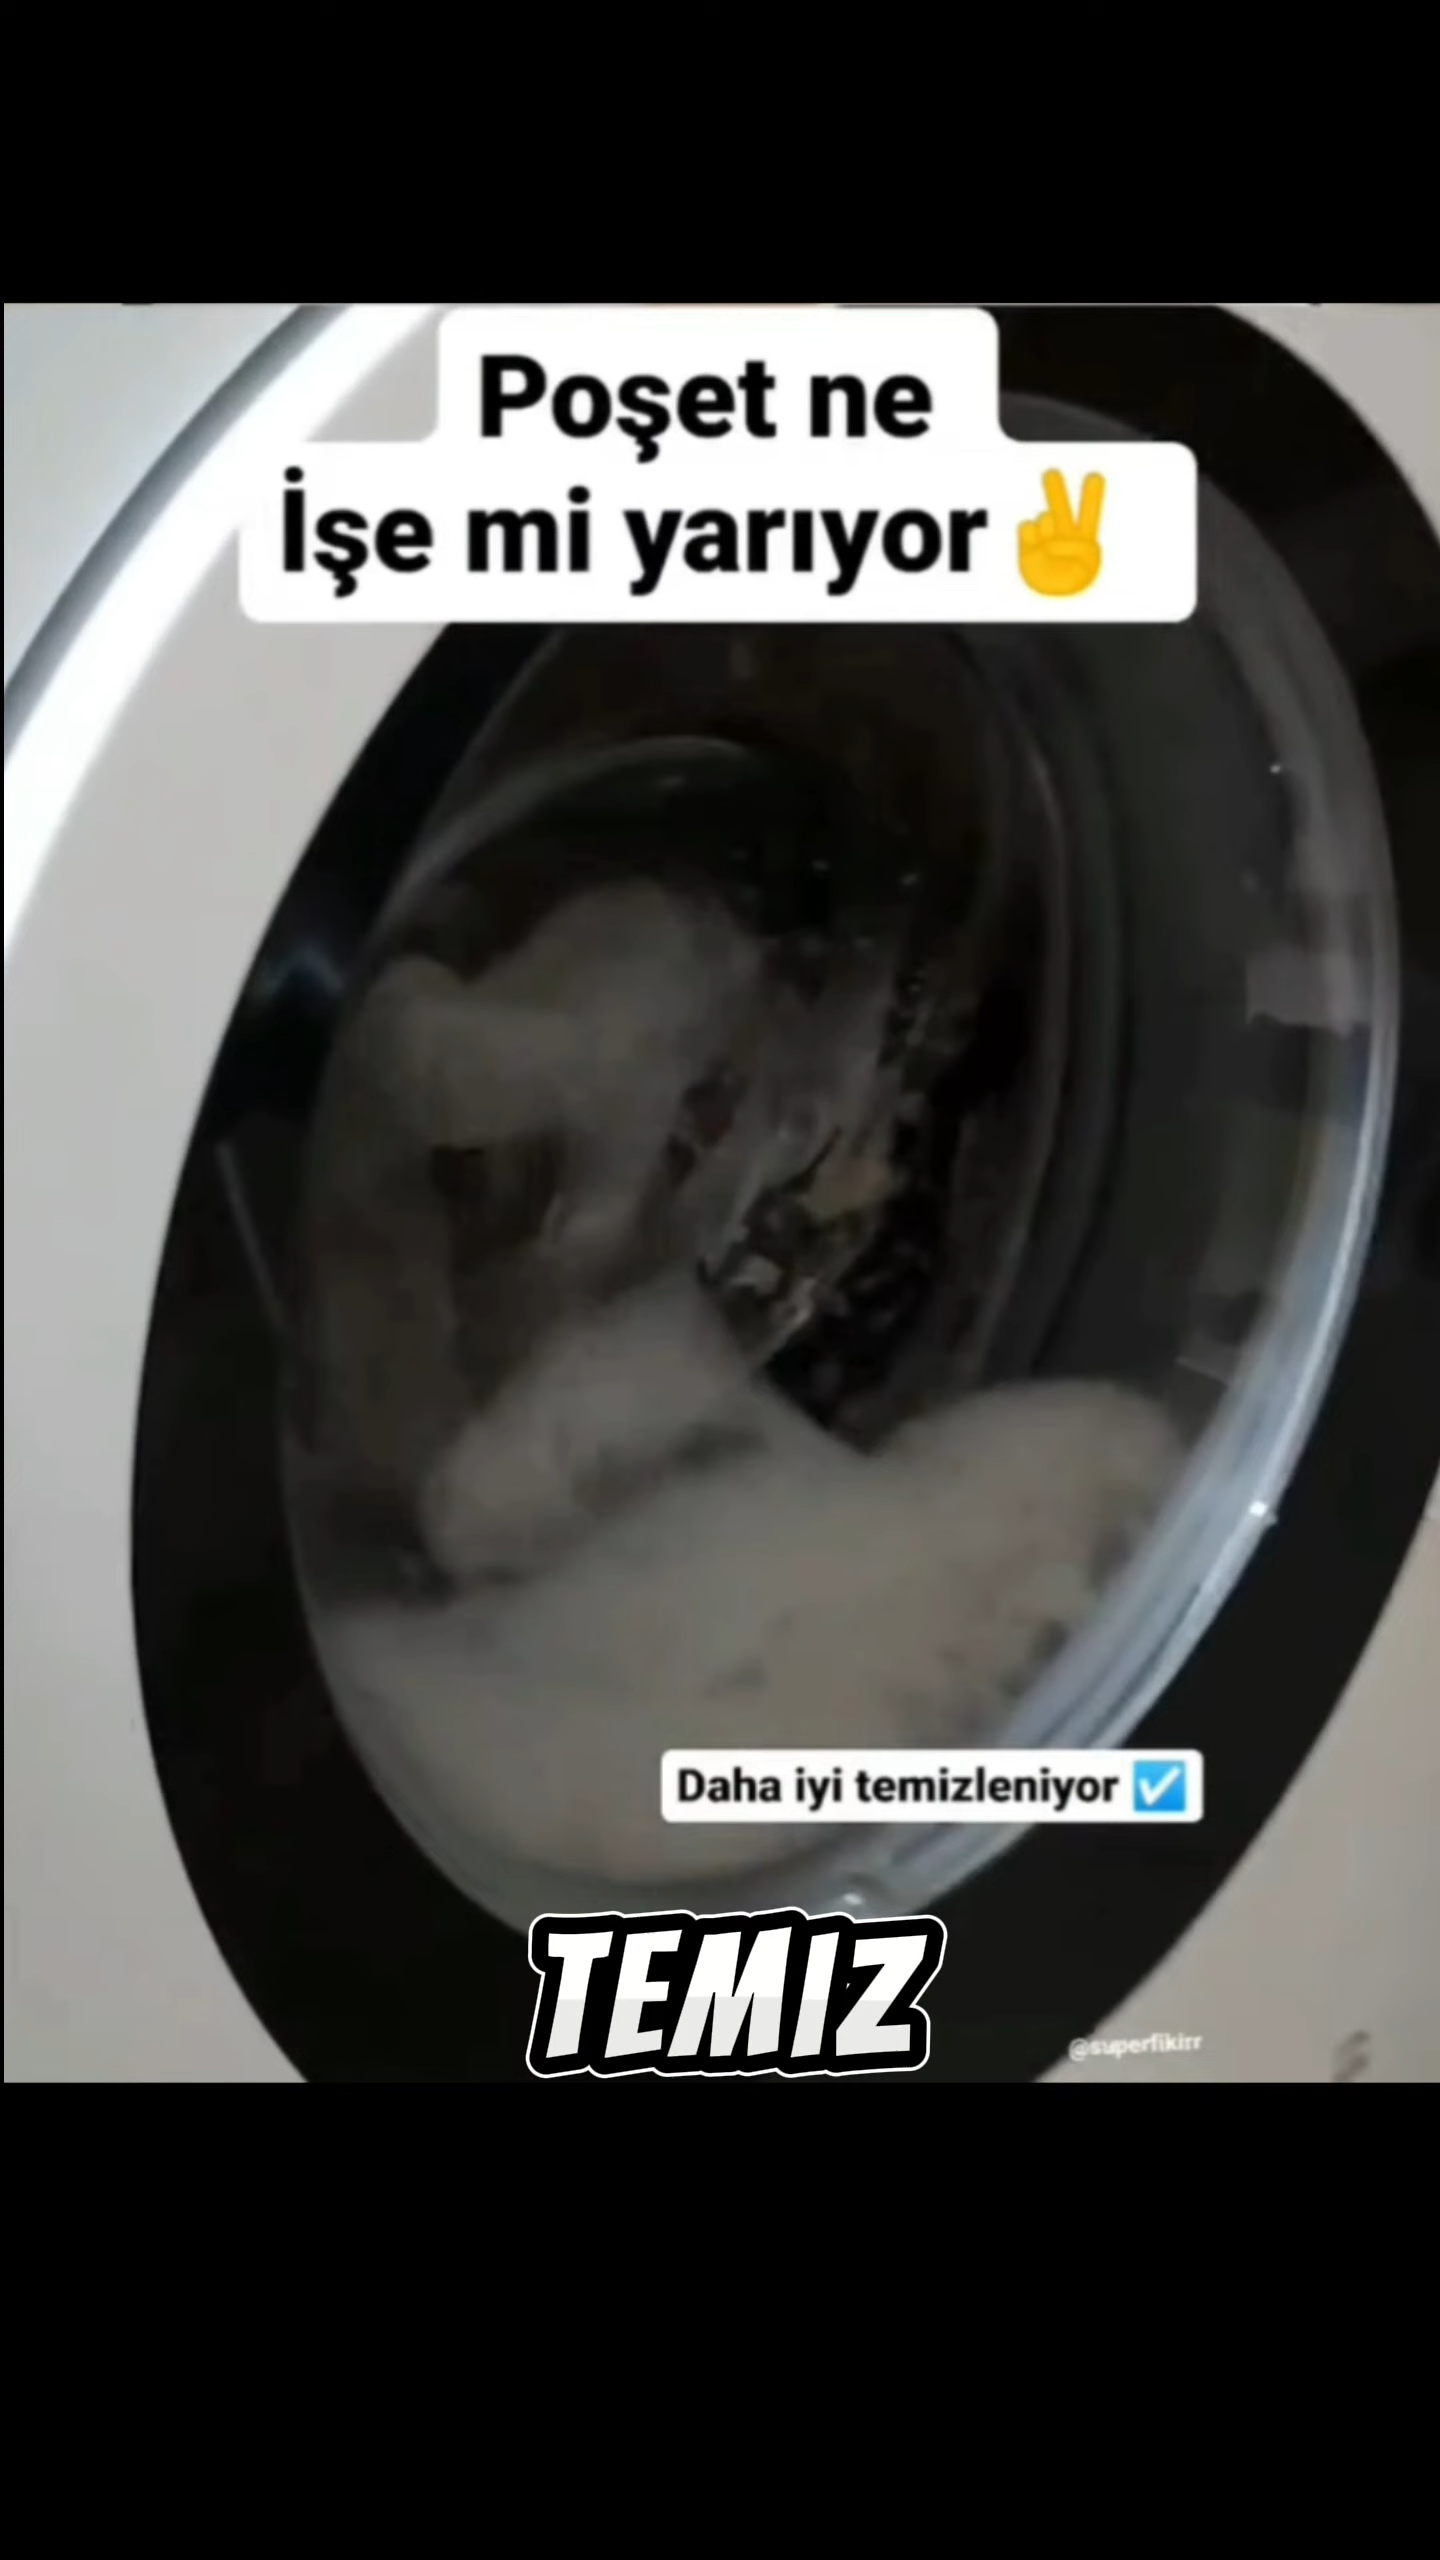 Poşet ne
İşe mi yarıyor✌️
Daha iyi temizleniyor ☑️
TEMIZ
@superfikirr